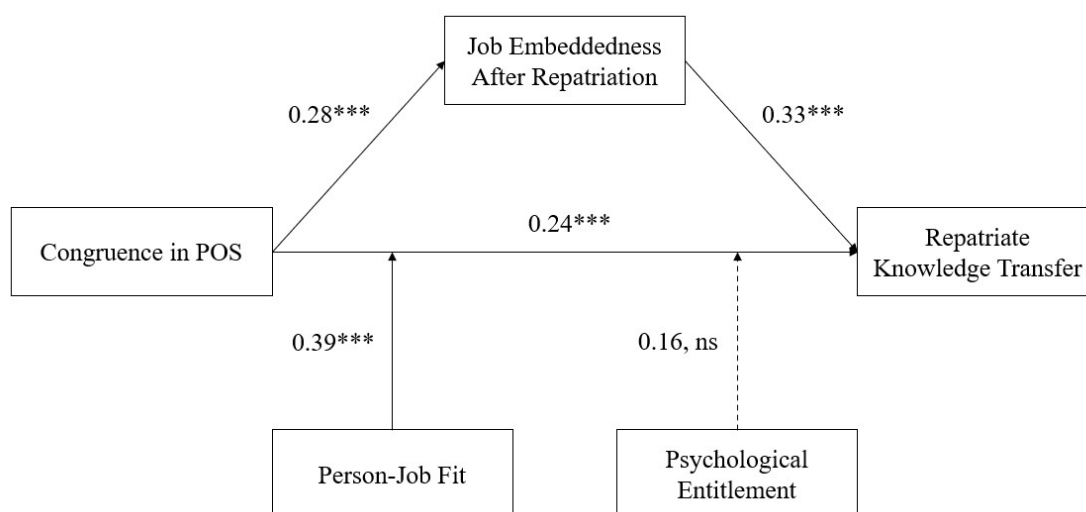 Job Embeddedness
After Repatriation
0.28***
0.33***
0.24***
Congruence in POS
Repatriate
Knowledge Transfer
0.39***
0.16, ns
Person-Job Fit
Psychological
Entitlement